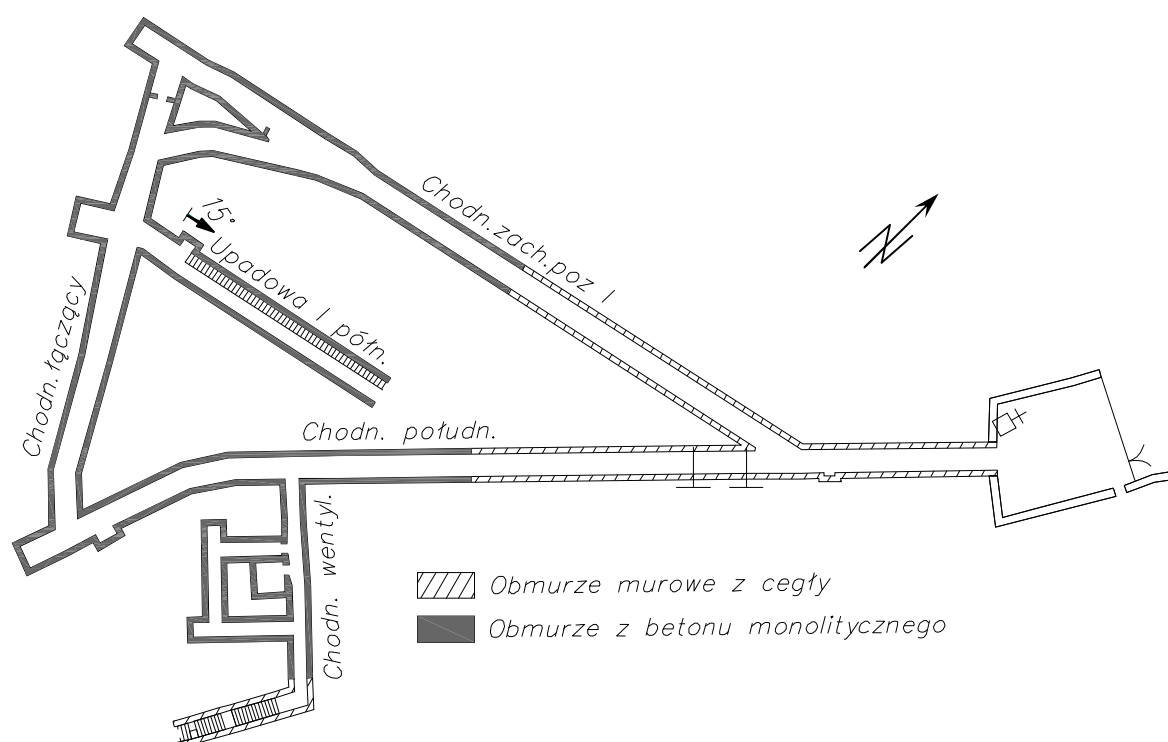 Chodn. zach. poz I
15°
Upadowa I półn.
Chodn. łączący
Chodn. połudn.
Chodn. wentyl.
Obmurze murowe z cegły
Obmurze z betonu monolitycznego